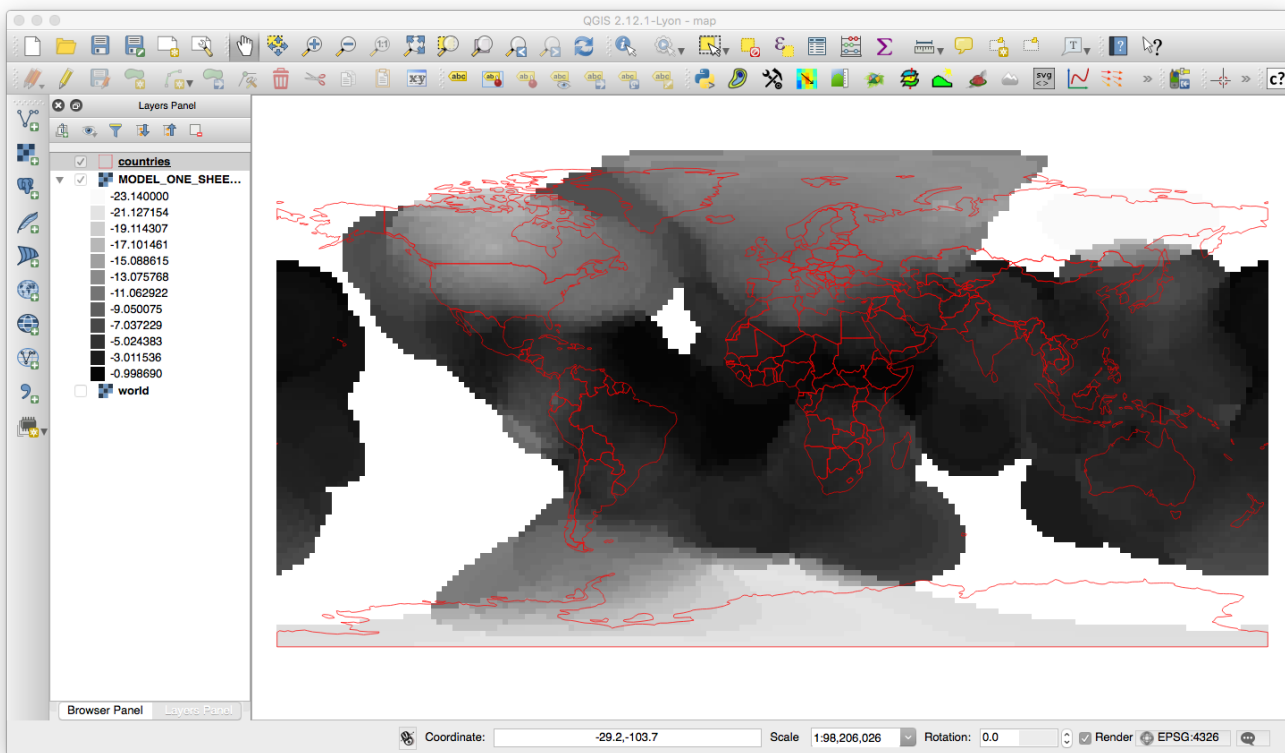 QGIS 2.12.1-Lyon - map
Layers Panel
countries
MODEL_ONE_SHEE...
-23.140000
-21.127154
-19.114307
-17.101461
-15.088615
-13.075768
-11.062922
-9.050075
-7.037229
-5.024383
-3.011536
-0.998690
world
Browser Panel Layers Panel
Coordinate: -29.2,-103.7 Scale 1:98,206,026 Rotation: 0.0 Render EPSG:4326